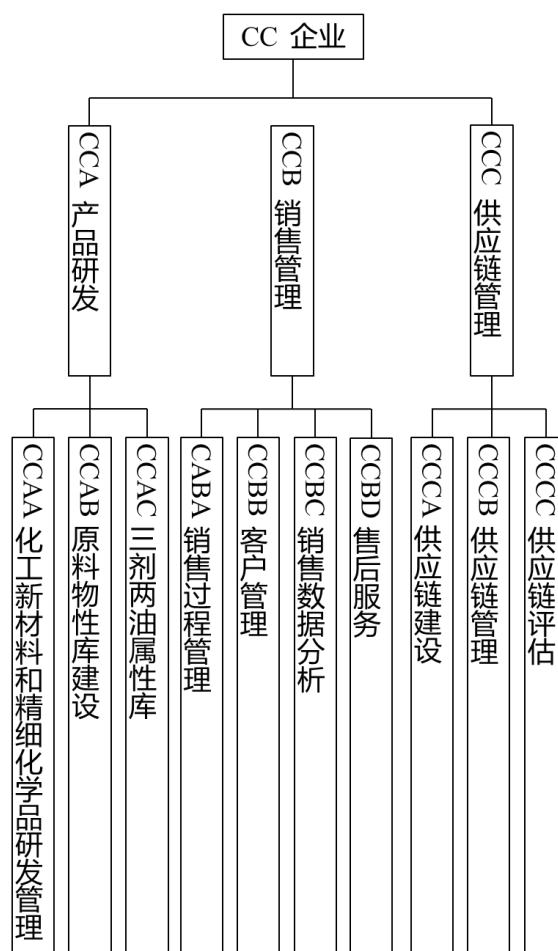 CC 企业
CCA 产品研发
CCB 销售管理
CCC 供应链管理
CCAA 化工新材料和精细化学品研发管理
CCAB 原料物性库建设
CCAC 三剂两油属性库
CABA 销售过程管理
CCBB 客户管理
CCBC 销售数据分析
CCBD 售后服务
CCCA 供应链建设
CCCB 供应链管理
CCCC 供应链评估